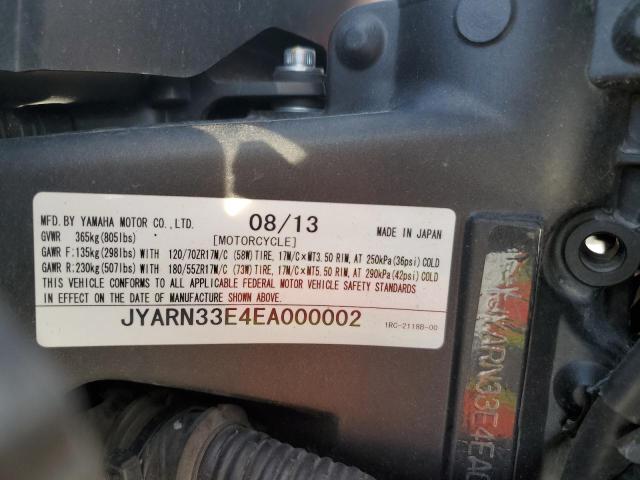 MFD. BY YAMAHA MOTOR CO.,LTD. 08/13 MADE IN JAPAN
GVWR 365kg(805lbs) [MOTORCYCLE]
GAWR F:135kg(298lbs)WITH 120/70ZR17M/C (58W)TIRE, 17M/C×MT3.50 RIM, AT 250kPa(36psi)COLD
GAWR R:230kg(507lbs)WITH 180/55ZR17M/C (73W)TIRE, 17M/C×MT5.50 RIM, AT 290kPa(42psi)COLD
THIS VEHICLE CONFORMS TO ALL APPLICABLE FEDERAL MOTOR VEHICLE SAFETY STANDARDS
IN EFFECT ON THE DATE OF MANUFACTURE SHOWN ABOVE.
JYARN33E4EA000002 1RC-2118B-00
JYARN33E4EA0